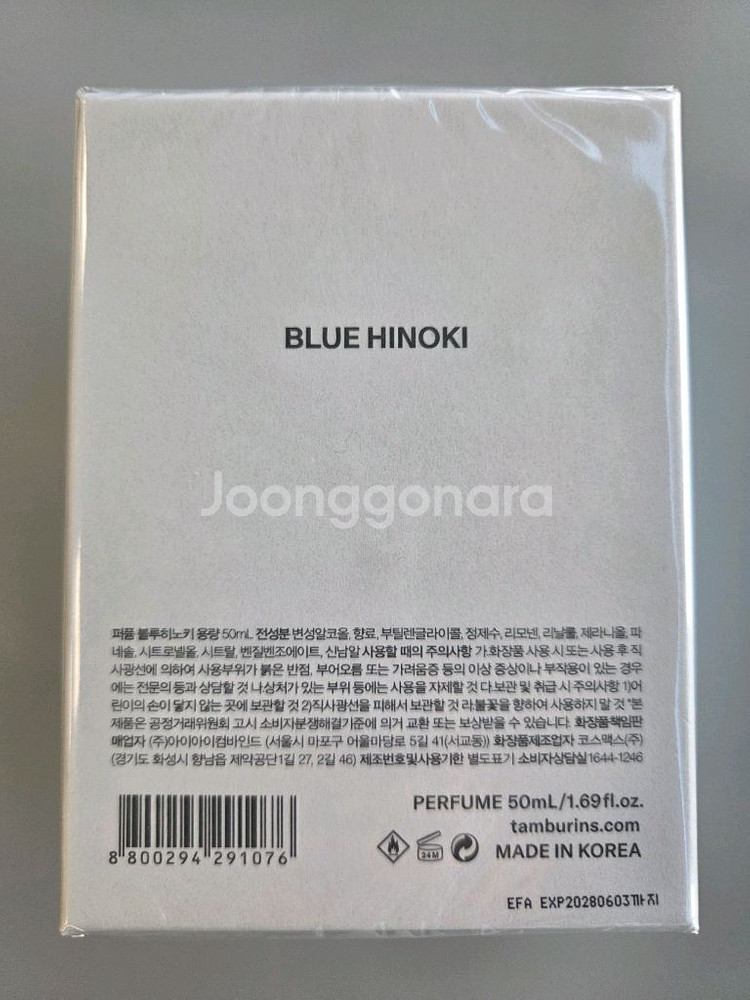 BLUE HINOKI
Joonggonara
퍼퓸 블루히노키 용량 50mL 전성분 변성알코올, 향료, 부틸렌글라이콜, 정제수, 리모넨, 리날룰, 제라니올, 파
네솔, 시트로넬올, 시트랄, 벤질벤조에이트, 신남알 사용할 때의 주의사항 가.화장품 사용 시 또는 사용 후 직
사광선에 의하여 사용부위가 붉은 반점, 부어오름 또는 가려움증 등의 이상 증상이나 부작용이 있는 경우
에는 전문의 등과 상담할 것 나.상처가 있는 부위 등에는 사용을 자제할 것 다.보관 및 취급 시 주의사항 1)어
린이의 손이 닿지 않는 곳에 보관할 것 2)직사광선을 피해서 보관할 것 라.불꽃을 향하여 사용하지 말 것 *본
제품은 공정거래위원회 고시 소비자분쟁해결기준에 의거 교환 또는 보상받을 수 있습니다. 화장품책임판
매업자 (주)아이아이컴바인드 (서울시 마포구 어울마당로 5길 41(서교동)) 화장품제조업자 코스맥스(주)
(경기도 화성시 향남읍 제약공단1길 27, 2길 46) 제조번호및사용기한 별도표기 소비자상담실 1644-1246
PERFUME 50mL/1.69fl.oz.
tamburins.com
MADE IN KOREA
24M
8 800294 291076
EFA EXP20280603까지